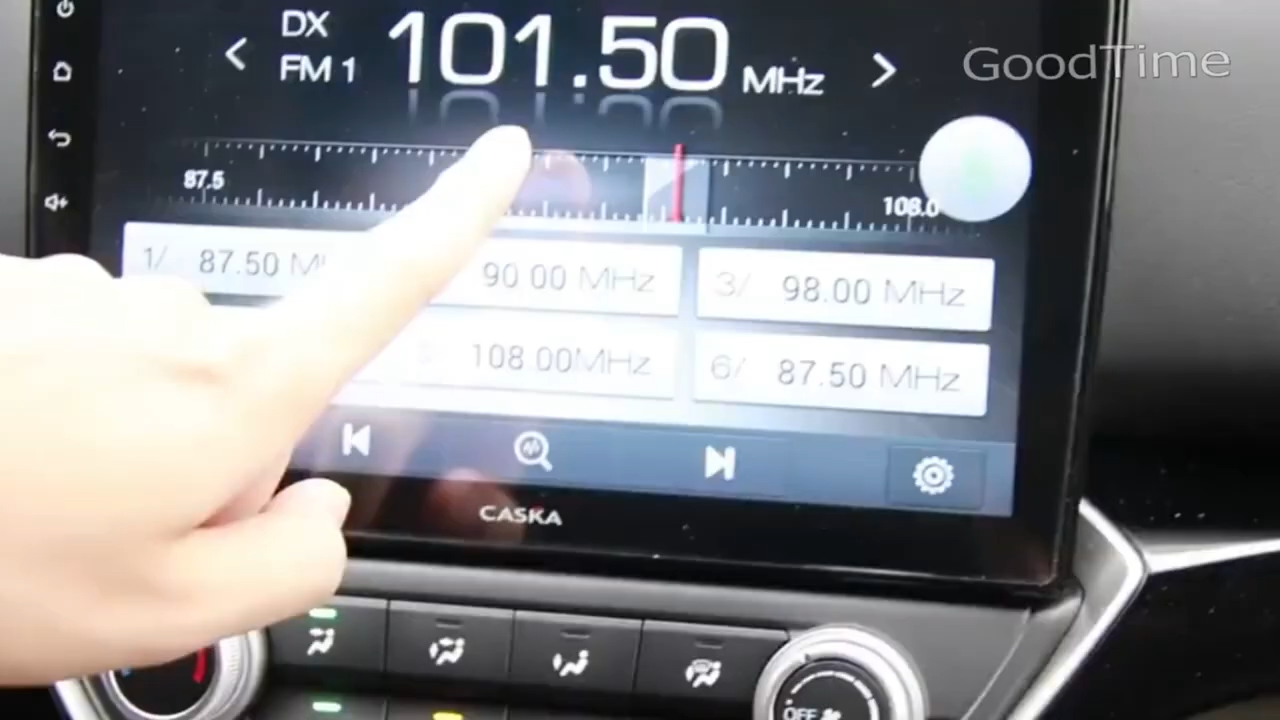 GoodTime
DX
FM 1
101.50 MHz
87.5
108.0
1/ 87.50
90.00 MHz
3/ 98.00 MHz
108.00MHz
6/ 87.50 MHz
CASKA
OFF